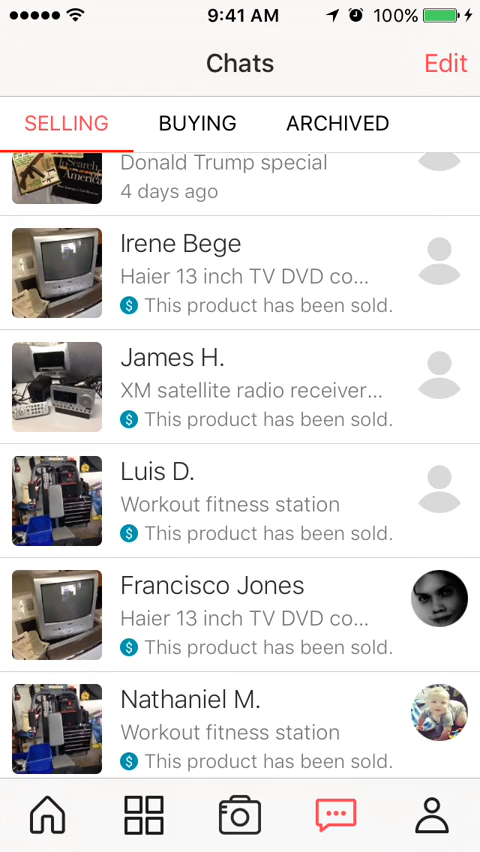 9:41 AM
100%
Chats
Edit
SELLING
BUYING
ARCHIVED
In Search
America
Donald Trump special
4 days ago
Irene Bege
Haier 13 inch TV DVD co...
$ This product has been sold.
James H.
XM satellite radio receiver...
$ This product has been sold.
Luis D.
Workout fitness station
$ This product has been sold.
Francisco Jones
Haier 13 inch TV DVD co...
$ This product has been sold.
Nathaniel M.
Workout fitness station
$ This product has been sold.